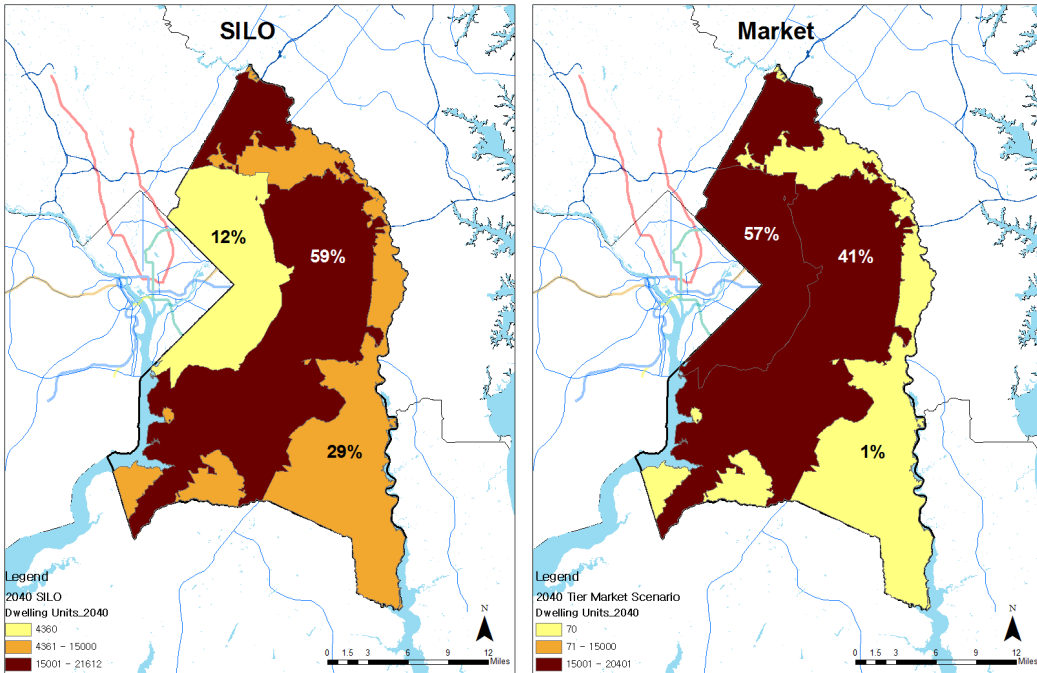 SILO
12%
59%
29%
Legend
2040 SILO
Dwelling Units_2040
4360
4361 - 15000
15001 - 21612
N
0 1.5 3 6 9 12
Miles
Market
57%
41%
1%
Legend
2040 Tier Market Scenario
Dwelling Units_2040
70
71 - 15000
15001 - 20401
N
0 1.5 3 6 9 12
Miles